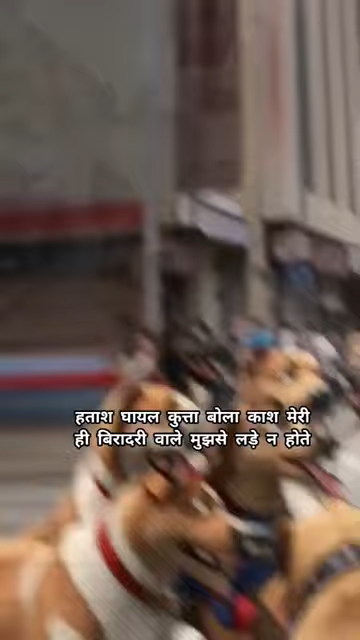 हताश घायल कुत्ता बोला काश मेरी
ही बिरादरी वाले मुझसे लड़े न होते